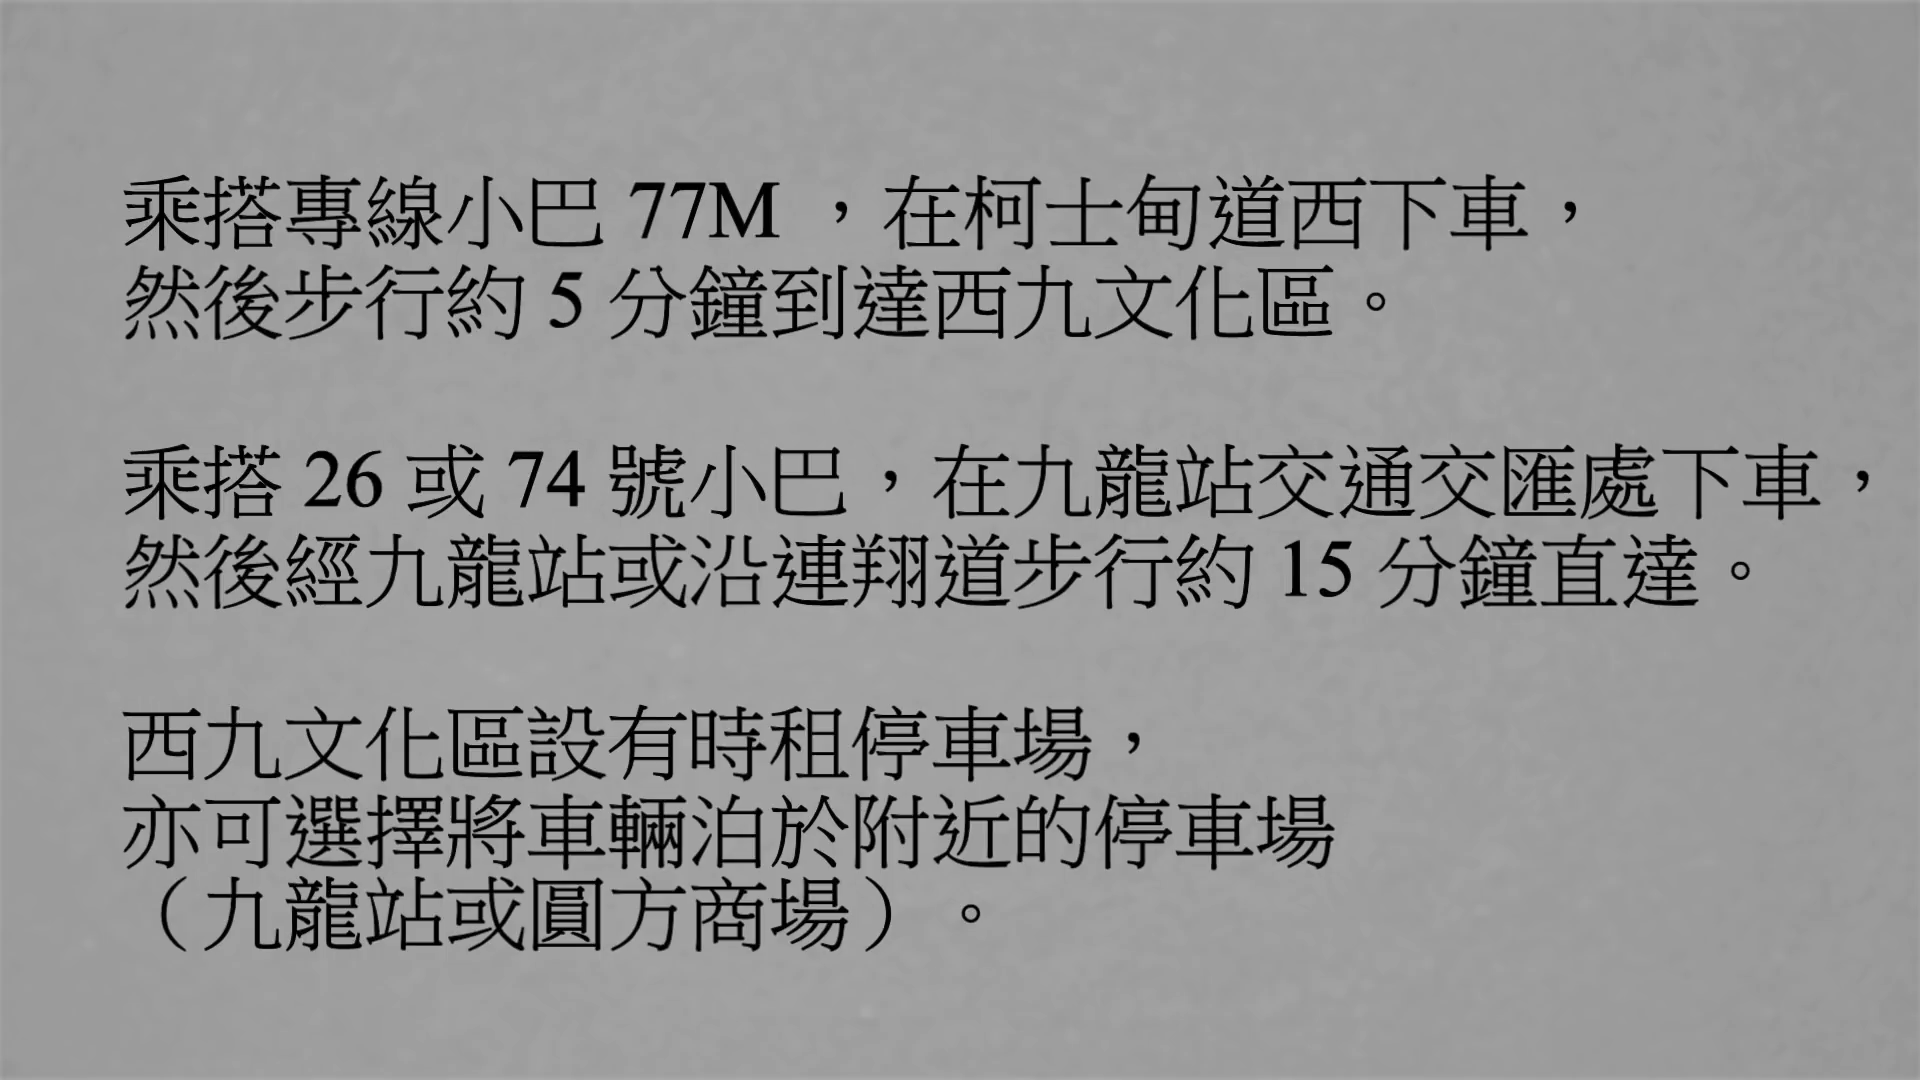 乘搭專線小巴 77M ，在柯士甸道西下車，
然後步行約 5 分鐘到達西九文化區。
乘搭 26 或 74 號小巴，在九龍站交通交匯處下車，
然後經九龍站或沿連翔道步行約 15 分鐘直達。
西九文化區設有時租停車場，
亦可選擇將車輛泊於附近的停車場
（九龍站或圓方商場）。